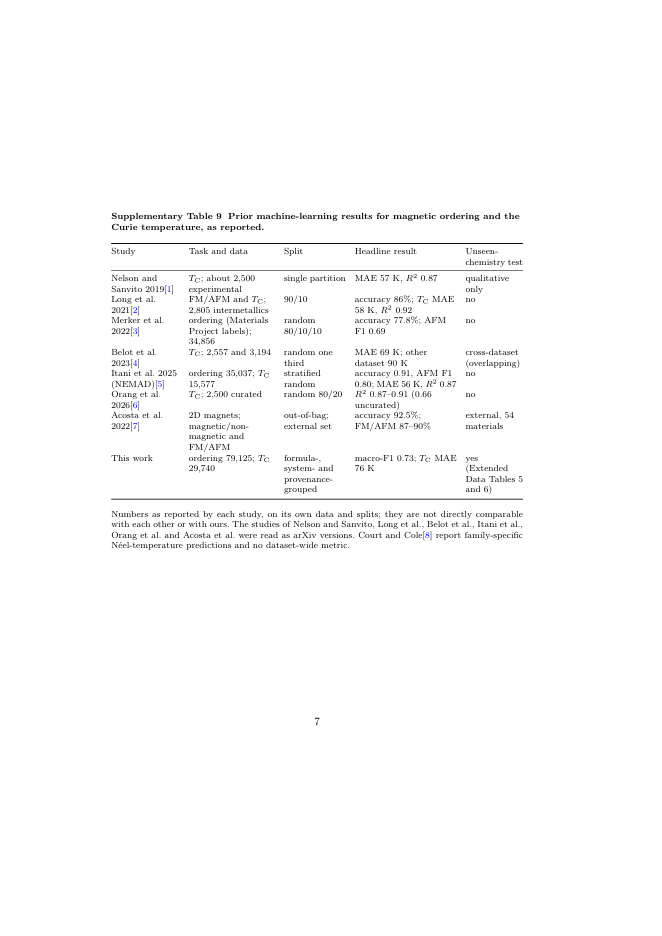 Supplementary Table 9 Prior machine-learning results for magnetic ordering and the
Curie temperature, as reported.
Study Task and data Split Headline result Unseen-
chemistry test
Nelson and T_C; about 2,500 single partition MAE 57 K, R² 0.87 qualitative
Sanvito 2019[1] experimental only
Long et al. FM/AFM and T_C; 90/10 accuracy 86%; T_C MAE no
2021[2] 2,805 intermetallics 58 K, R² 0.92
Merker et al. ordering (Materials random accuracy 77.8%; AFM no
2022[3] Project labels); 80/10/10 F1 0.69
34,856
Belot et al. T_C; 2,557 and 3,194 random one MAE 69 K; other cross-dataset
2023[4] third dataset 90 K (overlapping)
Itani et al. 2025 ordering 35,037; T_C stratified accuracy 0.91, AFM F1 no
(NEMAD)[5] 15,577 random 0.80; MAE 56 K, R² 0.87
Orang et al. T_C; 2,500 curated random 80/20 R² 0.87–0.91 (0.66 no
2026[6] uncurated)
Acosta et al. 2D magnets; out-of-bag; accuracy 92.5%; external, 54
2022[7] magnetic/non- external set FM/AFM 87–90% materials
magnetic and
FM/AFM
This work ordering 79,125; T_C formula-, macro-F1 0.73; T_C MAE yes
29,740 system- and 76 K (Extended
provenance- Data Tables 5
grouped and 6)
Numbers as reported by each study, on its own data and splits; they are not directly comparable
with each other or with ours. The studies of Nelson and Sanvito, Long et al., Belot et al., Itani et al.,
Orang et al. and Acosta et al. were read as arXiv versions. Court and Cole[8] report family-specific
Néel-temperature predictions and no dataset-wide metric.
7